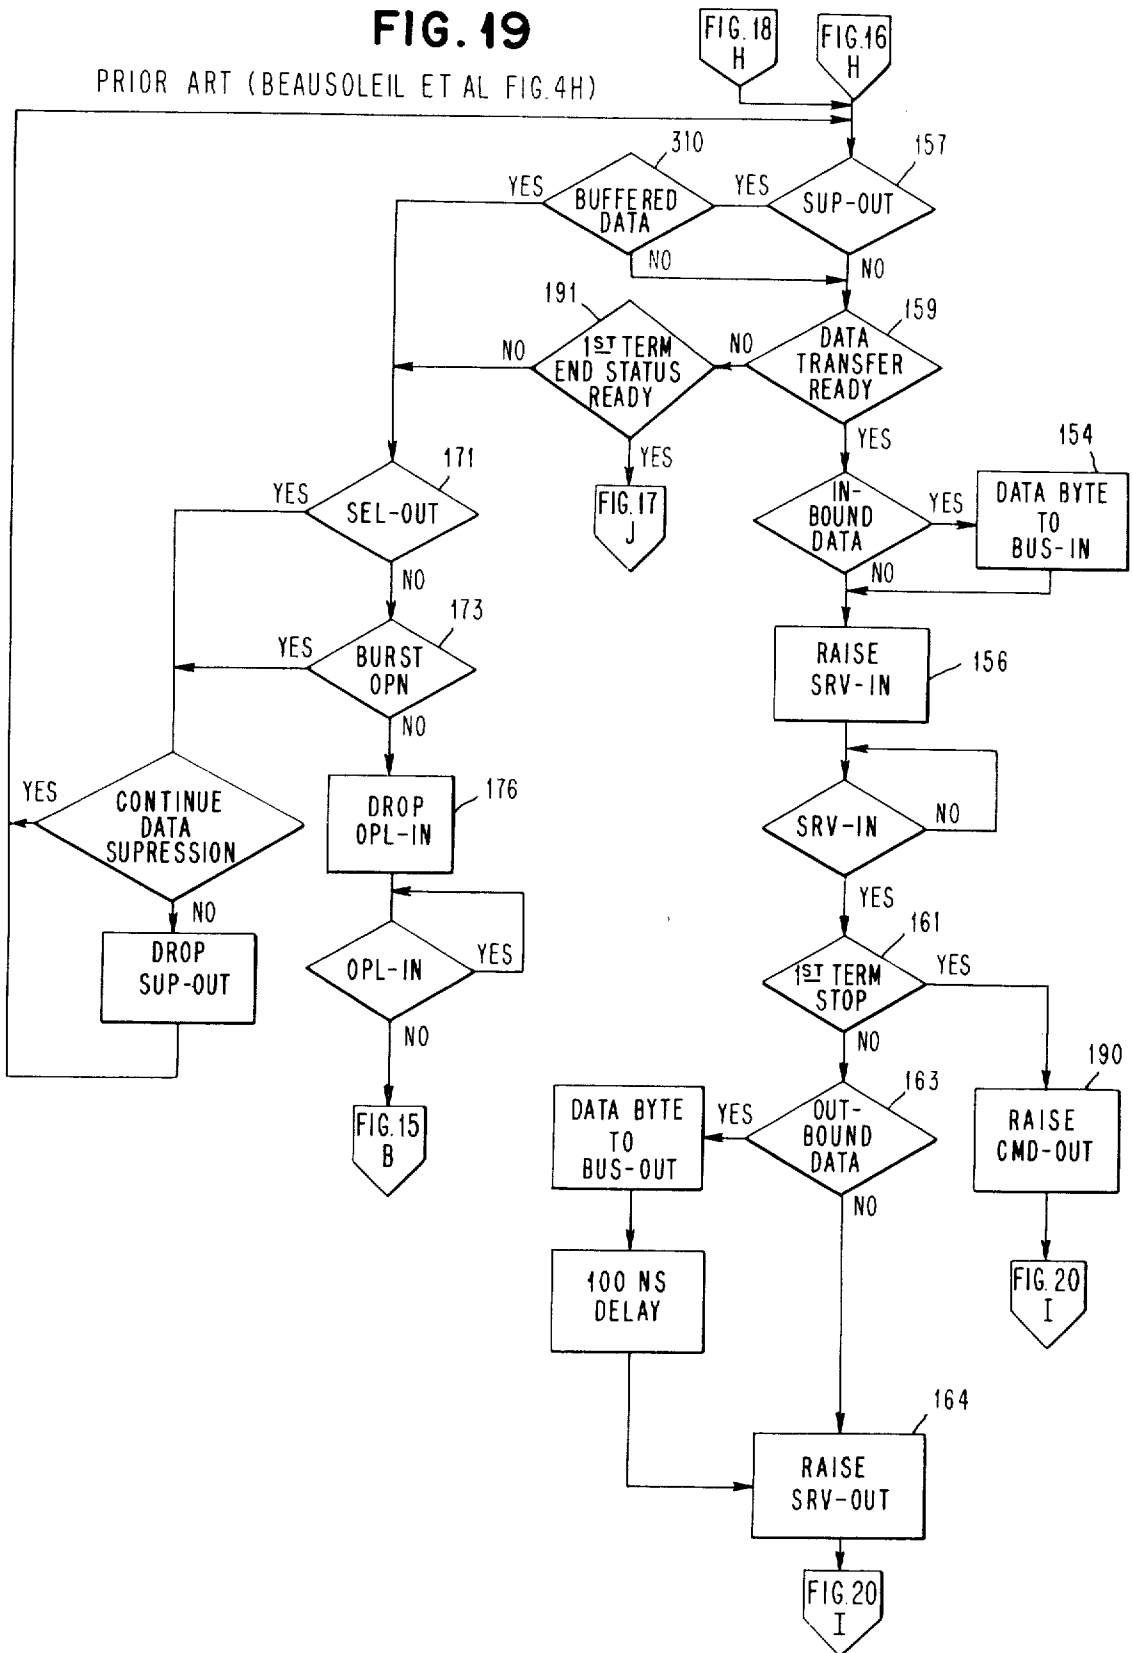 FIG. 19
PRIOR ART (BEAUSOLEIL ET AL FIG. 4H)
FIG. 18
H
FIG. 16
H
310
157
YES
BUFFERED
DATA
YES
SUP-OUT
NO
NO
191
159
NO
1ST TERM
END STATUS
READY
NO
DATA
TRANSFER
READY
YES
YES
171
154
YES
SEL-OUT
FIG. 17
J
IN-
BOUND
DATA
YES
DATA BYTE
TO
BUS-IN
NO
NO
173
YES
BURST
OPN
RAISE
SRV-IN
156
NO
YES
CONTINUE
DATA
SUPRESSION
DROP
OPL-IN
176
SRV-IN
NO
NO
YES
DROP
SUP-OUT
OPL-IN
YES
161
1ST TERM
STOP
YES
NO
NO
190
163
FIG. 15
B
DATA BYTE
TO
BUS-OUT
YES
OUT-
BOUND
DATA
RAISE
CMD-OUT
NO
100 NS
DELAY
FIG. 20
I
164
RAISE
SRV-OUT
FIG. 20
I